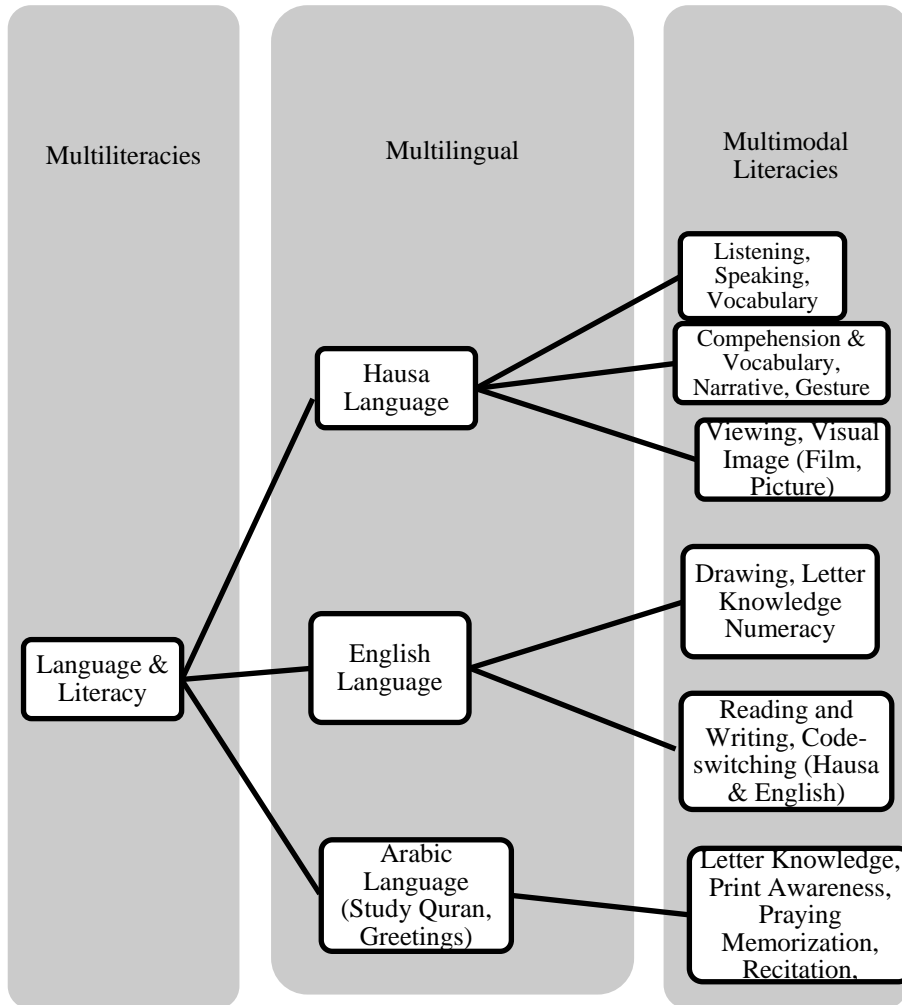 Multiliteracies
Multilingual
Multimodal
Literacies
Listening,
Speaking,
Vocabulary
Compehension &
Vocabulary,
Narrative, Gesture
Hausa
Language
Viewing, Visual
Image (Film,
Picture)
Drawing, Letter
Knowledge
Numeracy
Language &
Literacy
English
Language
Reading and
Writing, Code-
switching (Hausa
& English)
Arabic
Language
(Study Quran,
Greetings)
Letter Knowledge,
Print Awareness,
Praying
Memorization,
Recitation,